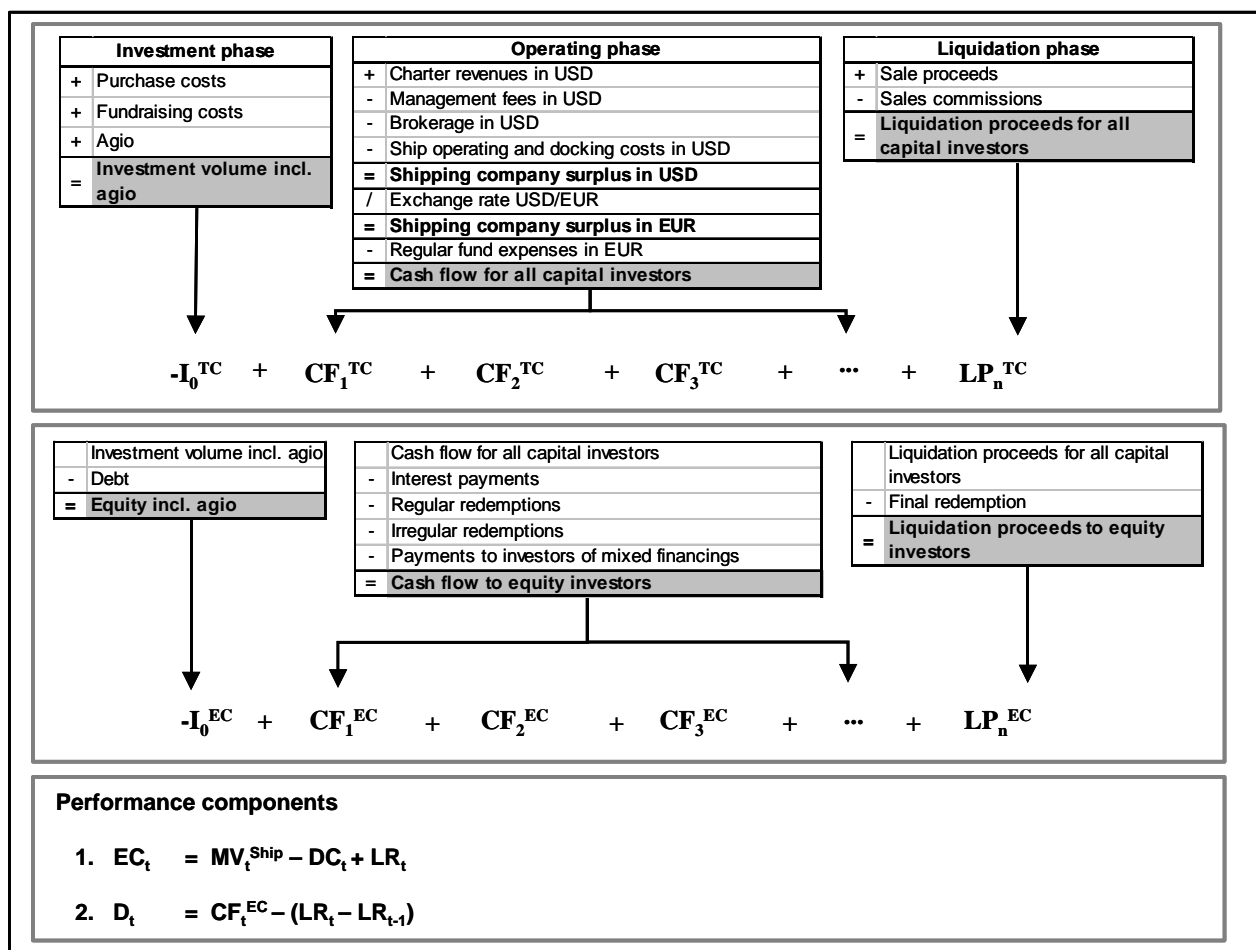 Investment phase
+ Purchase costs
+ Fundraising costs
+ Agio
= Investment volume incl.
agio
Operating phase
+ Charter revenues in USD
- Management fees in USD
- Brokerage in USD
- Ship operating and docking costs in USD
= Shipping company surplus in USD
/ Exchange rate USD/EUR
= Shipping company surplus in EUR
- Regular fund expenses in EUR
= Cash flow for all capital investors
Liquidation phase
+ Sale proceeds
- Sales commissions
= Liquidation proceeds for all
capital investors
-I₀ᵀᶜ + CF₁ᵀᶜ + CF₂ᵀᶜ + CF₃ᵀᶜ + ... + LPₙᵀᶜ
Investment volume incl. agio
- Debt
= Equity incl. agio
Cash flow for all capital investors
- Interest payments
- Regular redemptions
- Irregular redemptions
- Payments to investors of mixed financings
= Cash flow to equity investors
Liquidation proceeds for all capital
investors
- Final redemption
= Liquidation proceeds to equity
investors
-I₀ᴱᶜ + CF₁ᴱᶜ + CF₂ᴱᶜ + CF₃ᴱᶜ + ... + LPₙᴱᶜ
Performance components
1. ECₜ = MVₜˢʰⁱᵖ – DCₜ + LRₜ
2. Dₜ = CFₜᴱᶜ – (LRₜ – LRₜ₋₁)